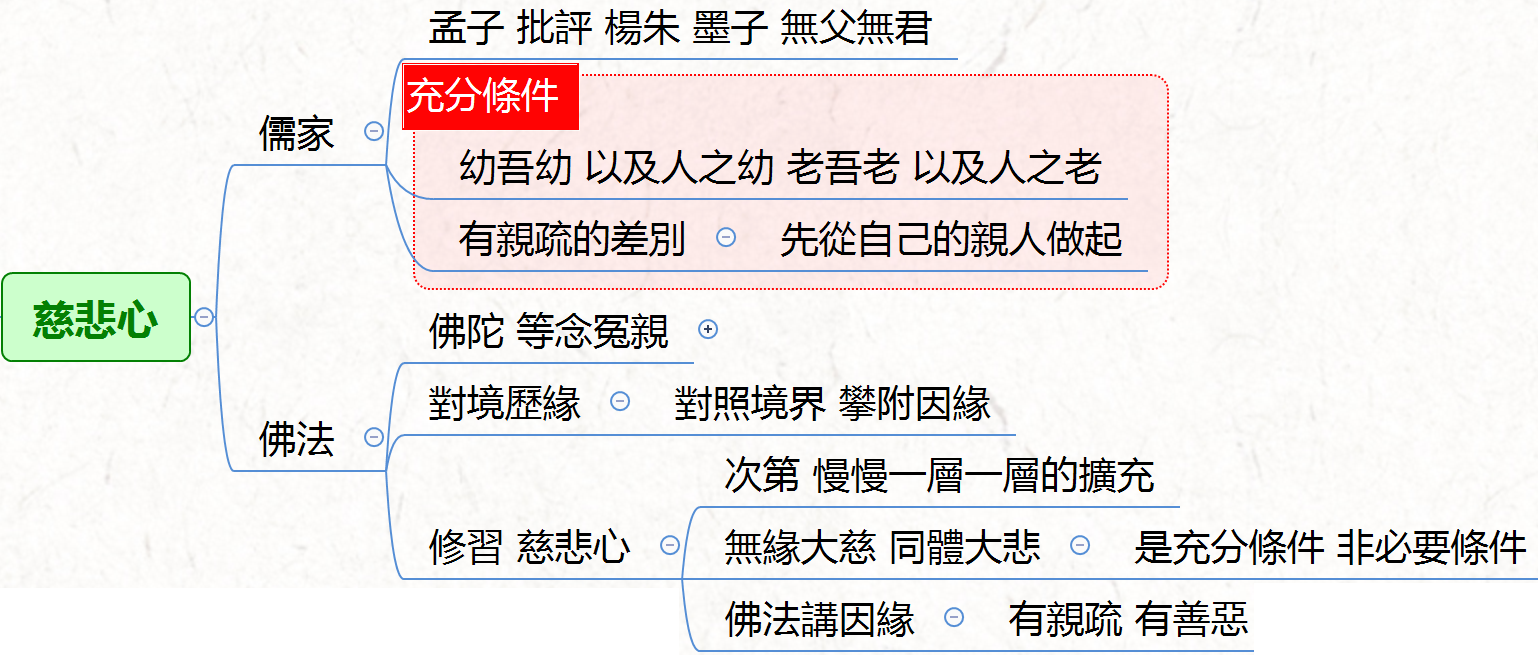 孟子 批評 楊朱 墨子 無父無君
充分條件
儒家
幼吾幼 以及人之幼 老吾老 以及人之老
有親疏的差別 先從自己的親人做起
慈悲心
佛陀 等念冤親
對境歷緣 對照境界 攀附因緣
佛法
次第 慢慢一層一層的擴充
修習 慈悲心 無緣大慈 同體大悲 是充分條件 非必要條件
佛法講因緣 有親疏 有善惡